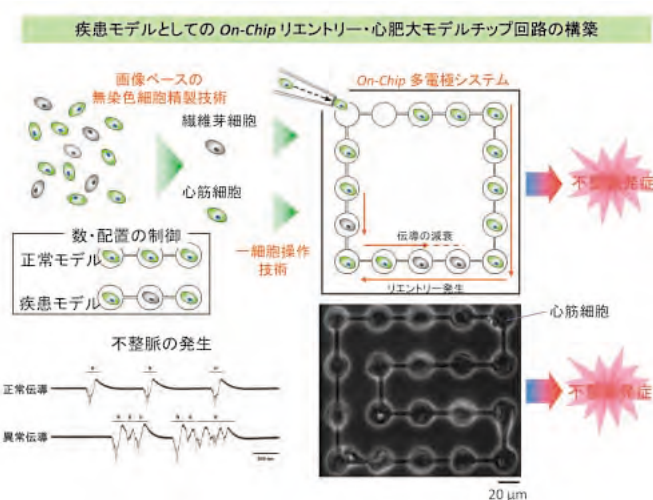 疾患モデルとしての On-Chip リエントリー・心肥大モデルチップ回路の構築
画像ベースの
無染色細胞精製技術
繊維芽細胞
心筋細胞
一細胞操作
技術
On-Chip 多電極システム
伝導の減衰
リエントリー発生
不整脈発症
数・配置の制御
正常モデル
疾患モデル
不整脈の発生
正常伝導
異常伝導
心筋細胞
不整脈発症
20 μm